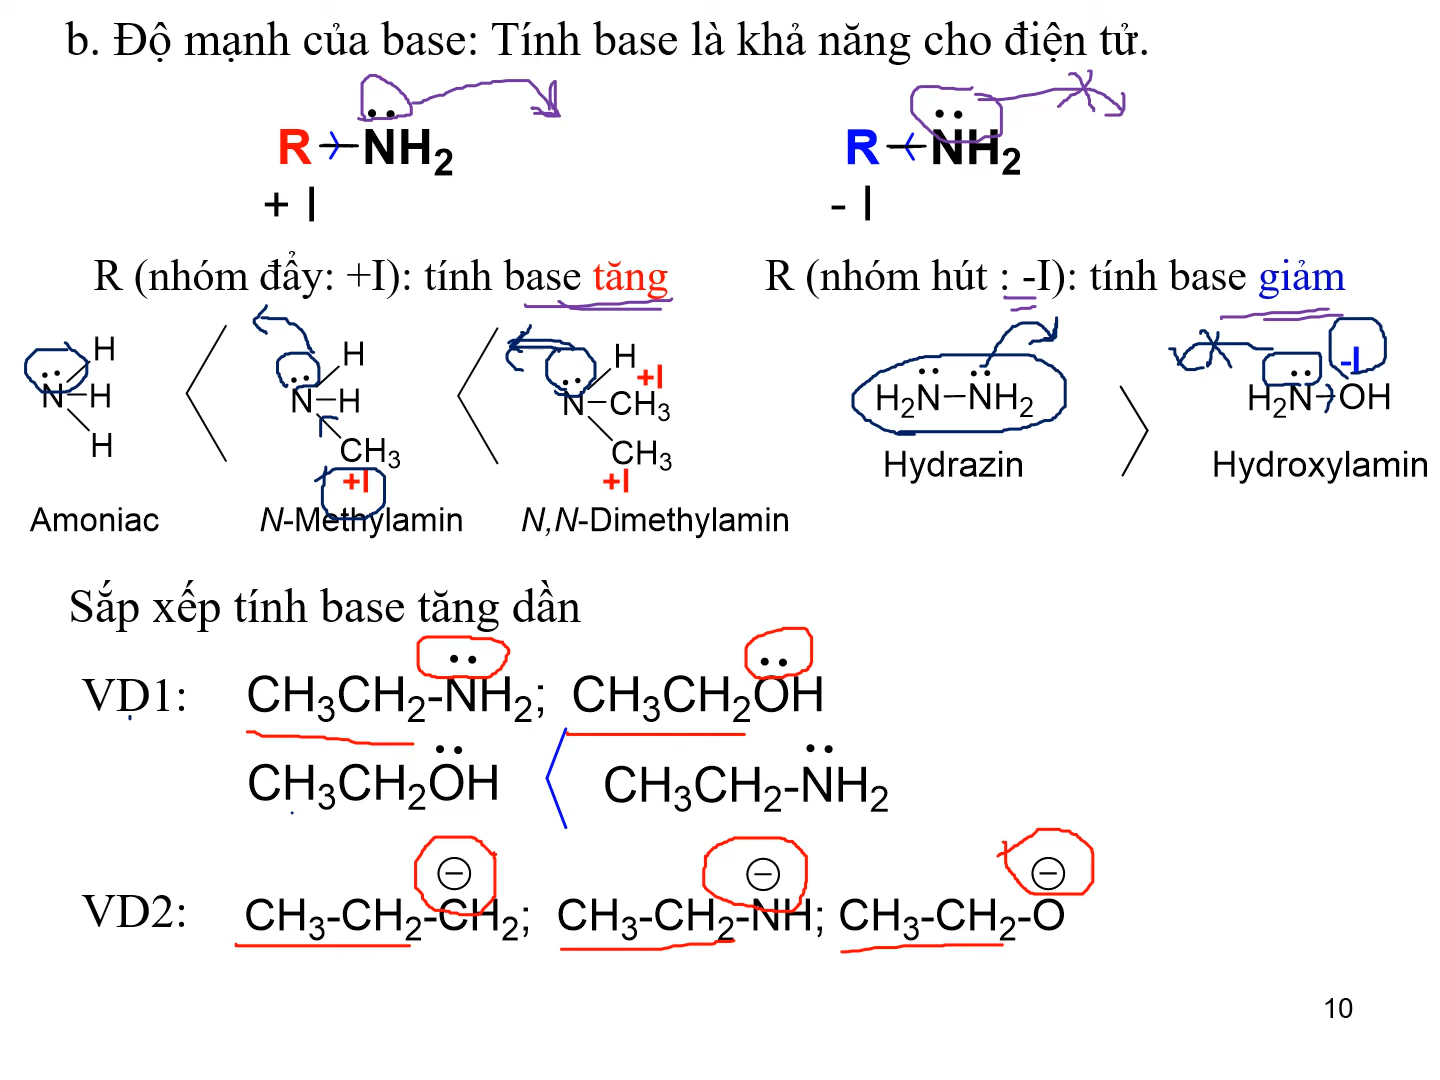 b. Độ mạnh của base: Tính base là khả năng cho điện tử.
R NH2 R NH2
+ I - I
R (nhóm đẩy: +I): tính base tăng R (nhóm hút : -I): tính base giảm
H H H -I
N H N H N CH3 +I H2N NH2 H2N OH
H CH3 CH3
+I +I
Hydrazin Hydroxylamin
Amoniac N-Methylamin N,N-Dimethylamin
Sắp xếp tính base tăng dần
VD1: CH3CH2-NH2; CH3CH2OH
CH3CH2OH < CH3CH2-NH2
VD2: CH3-CH2-CH2; CH3-CH2-NH; CH3-CH2-O
10